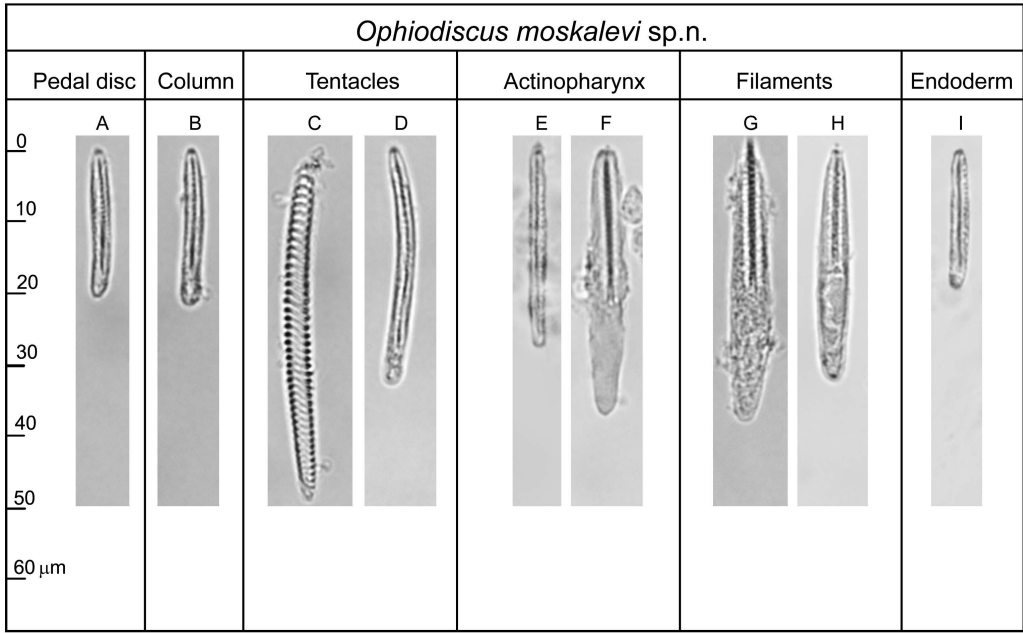 Ophiodiscus moskalevi sp.n.
Pedal disc Column Tentacles Actinopharynx Filaments Endoderm
A B C D E F G H I
0
10
20
30
40
50
60 μm